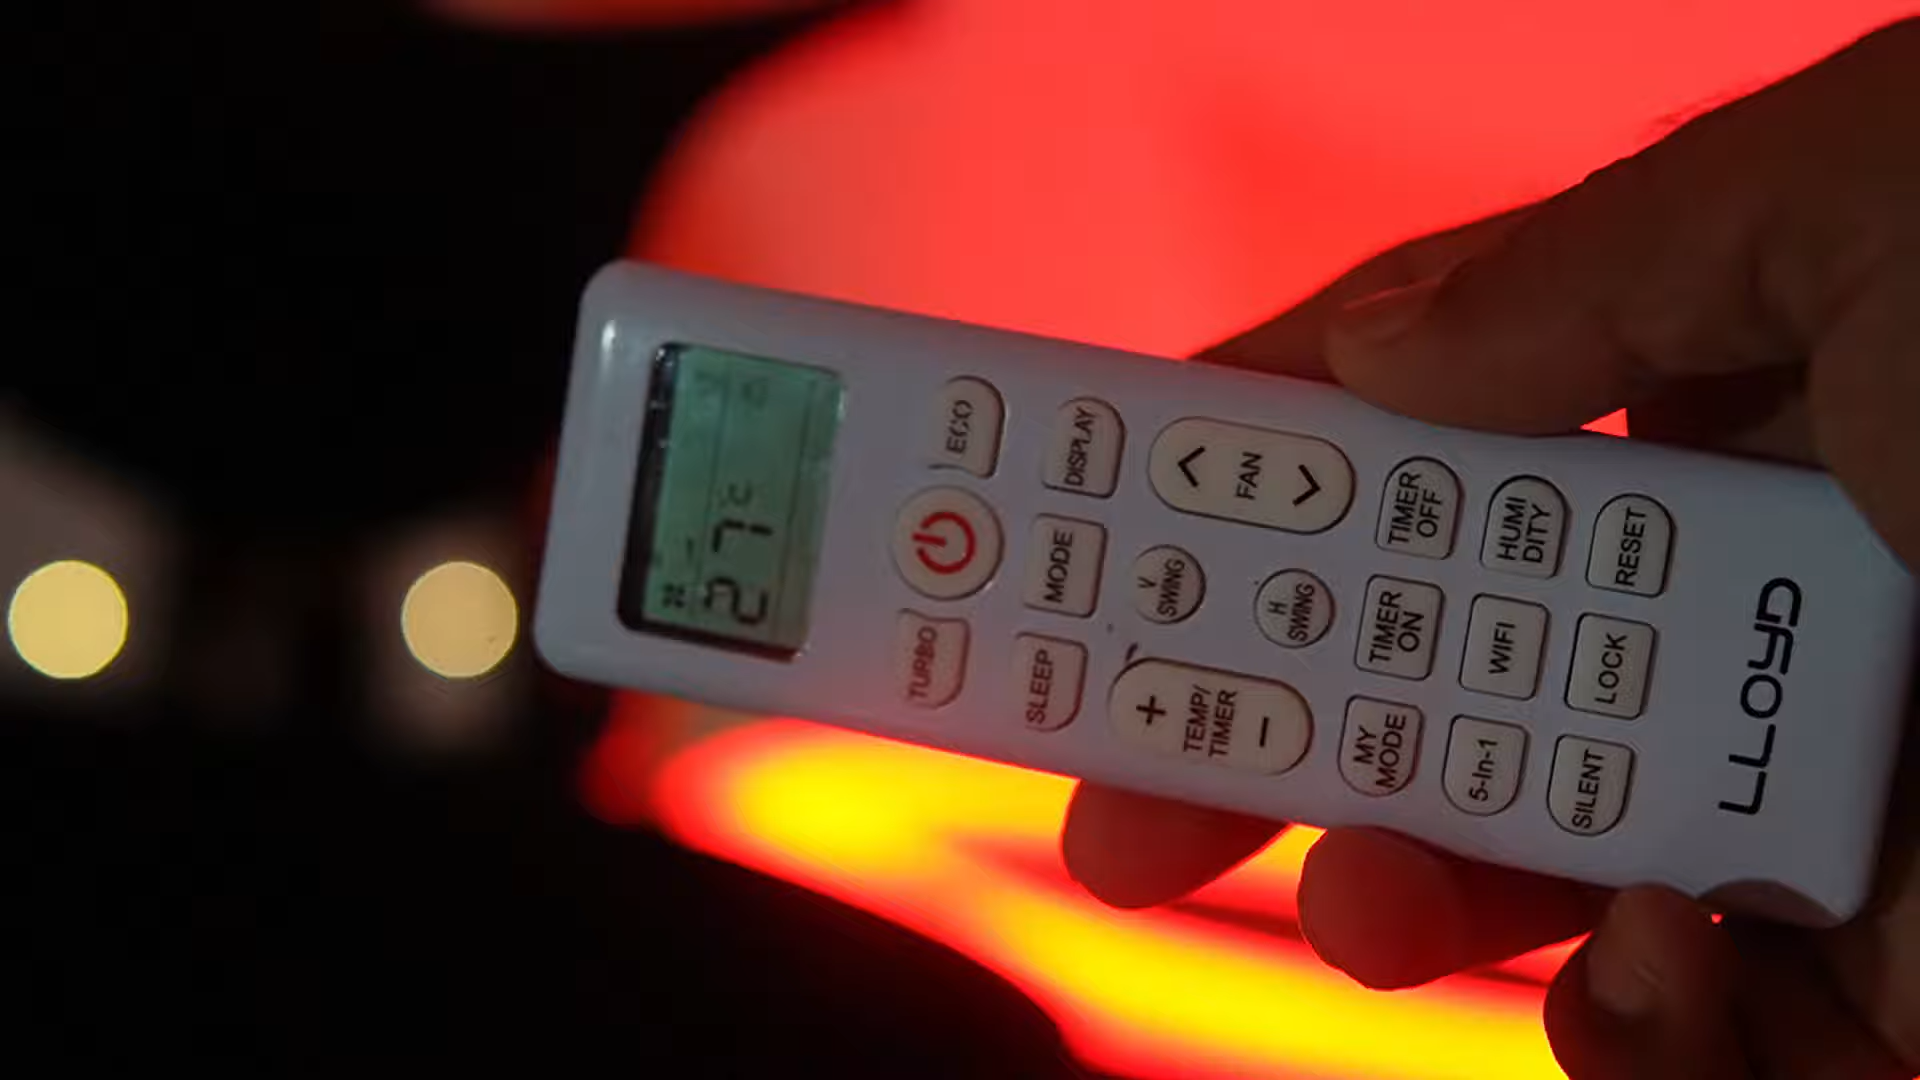 27°C
ECO
TURBO
DISPLAY
MODE
SLEEP
FAN
V
SWING
H
SWING
+
TEMP/
TIMER
−
TIMER
OFF
TIMER
ON
MY
MODE
HUMI
DITY
WIFI
5-In-1
RESET
LOCK
SILENT
LLOYD